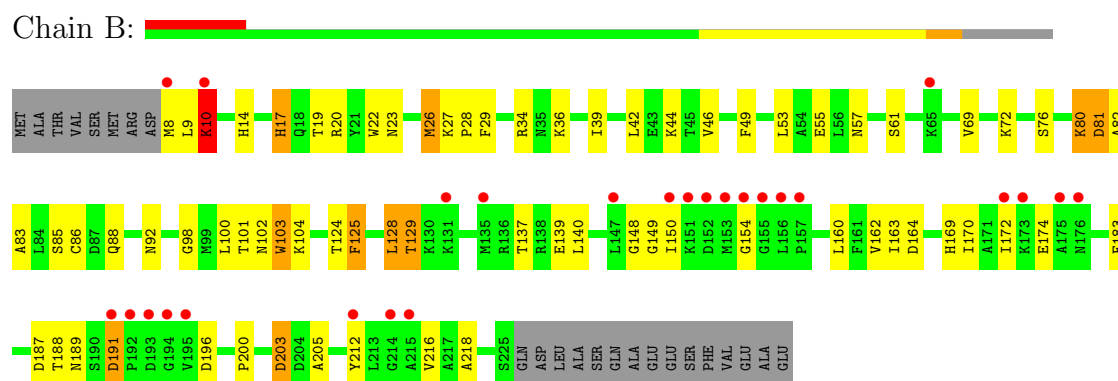 Chain B:
MET ALA THR VAL SER MET ARG ASP M8 L9 K10 H14 H17 Q18 T19 R20 Y21 W22 N23 M26 K27 P28 F29 R34 N35 K36 I39 L42 E43 K44 T45 V46 F49 L53 A54 E55 L56 N57 S61 K65 V69 K72 S76 K80 D81 A82
A83 L84 S85 C86 D87 Q88 N92 G98 M99 L100 T101 N102 W103 K104 T124 F125 L128 T129 K130 K131 M135 R136 T137 R138 E139 L140 L147 G148 G149 I150 K151 D152 M153 G154 G155 L156 P157 L160 F161 V162 I163 D164 H169 I170 A171 I172 K173 E174 A175 N176
D187 T188 N189 S190 D191 P192 D193 G194 V195 D196 P200 D203 D204 A205 Y212 L213 G214 A215 V216 A217 A218 S225 GLN ASP LEU ALA SER GLN ALA GLU GLU SER PHE VAL GLU ALA GLU